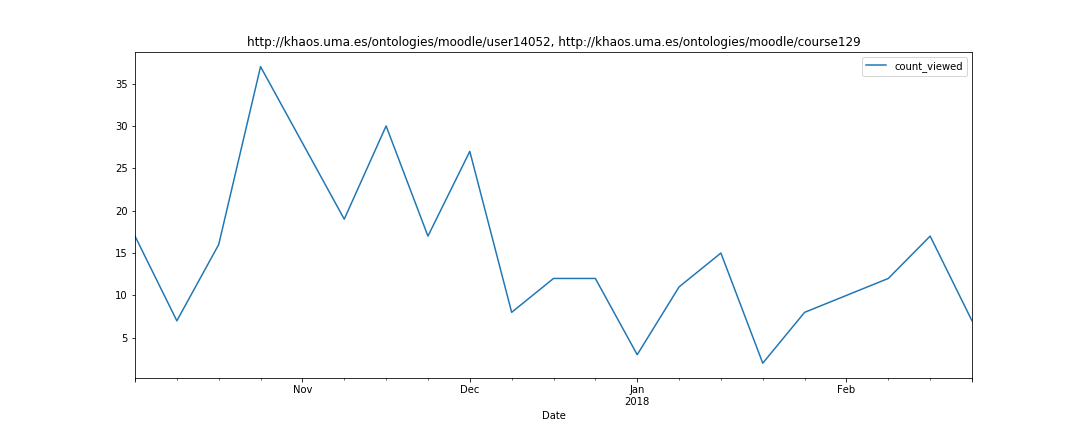 http://khaos.uma.es/ontologies/moodle/user14052, http://khaos.uma.es/ontologies/moodle/course129
count_viewed
35
30
25
20
15
10
5
Nov
Dec
Jan
Feb
2018
Date